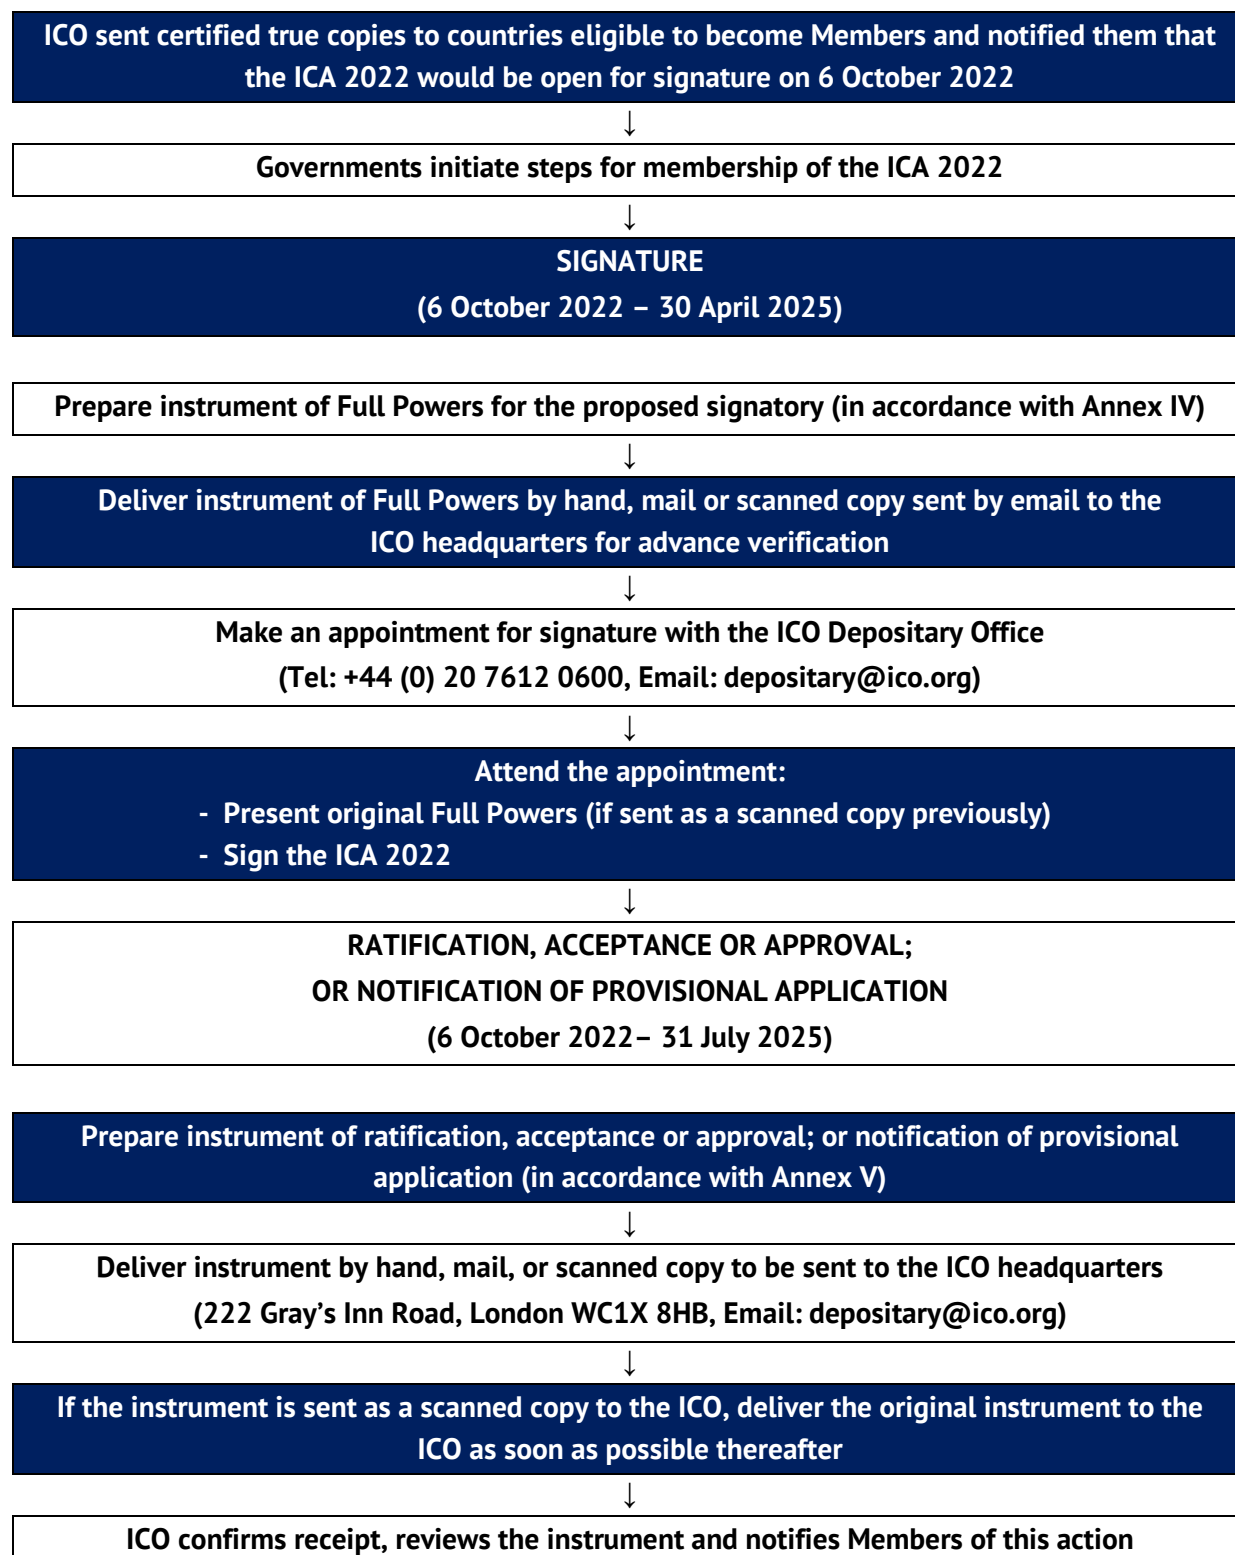 ICO sent certified true copies to countries eligible to become Members and notified them that
the ICA 2022 would be open for signature on 6 October 2022
↓
Governments initiate steps for membership of the ICA 2022
↓
SIGNATURE
(6 October 2022 – 30 April 2025)
Prepare instrument of Full Powers for the proposed signatory (in accordance with Annex IV)
↓
Deliver instrument of Full Powers by hand, mail or scanned copy sent by email to the
ICO headquarters for advance verification
↓
Make an appointment for signature with the ICO Depositary Office
(Tel: +44 (0) 20 7612 0600, Email: depositary@ico.org)
↓
Attend the appointment:
- Present original Full Powers (if sent as a scanned copy previously)
- Sign the ICA 2022
↓
RATIFICATION, ACCEPTANCE OR APPROVAL;
OR NOTIFICATION OF PROVISIONAL APPLICATION
(6 October 2022– 31 July 2025)
Prepare instrument of ratification, acceptance or approval; or notification of provisional
application (in accordance with Annex V)
↓
Deliver instrument by hand, mail, or scanned copy to be sent to the ICO headquarters
(222 Gray’s Inn Road, London WC1X 8HB, Email: depositary@ico.org)
↓
If the instrument is sent as a scanned copy to the ICO, deliver the original instrument to the
ICO as soon as possible thereafter
↓
ICO confirms receipt, reviews the instrument and notifies Members of this action